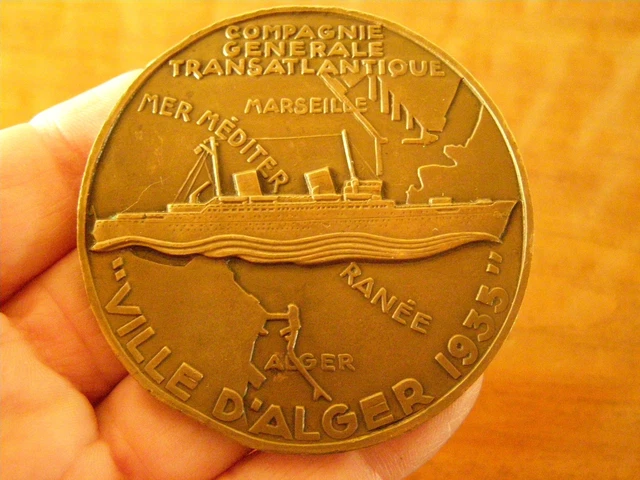 COMPAGNIE
GENERALE
TRANSATLANTIQUE
MARSEILLE
MER MÉDITER
RANÉE
ALGER
"VILLE D'ALGER 1935"